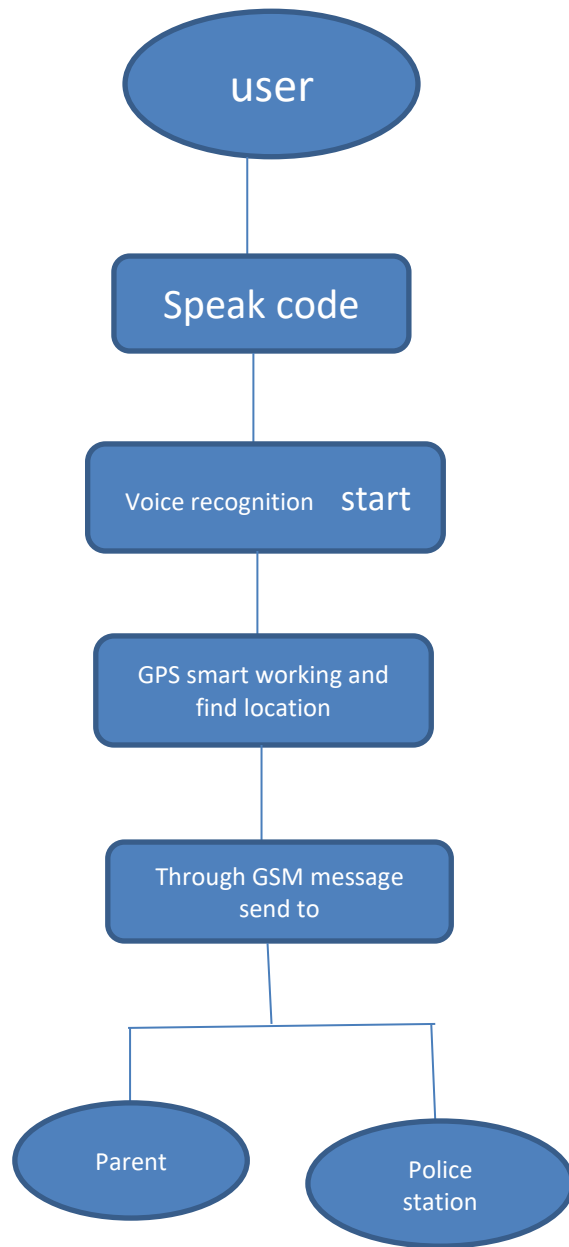 user
Speak code
Voice recognition start
GPS smart working and
find location
Through GSM message
send to
Parent
Police
station